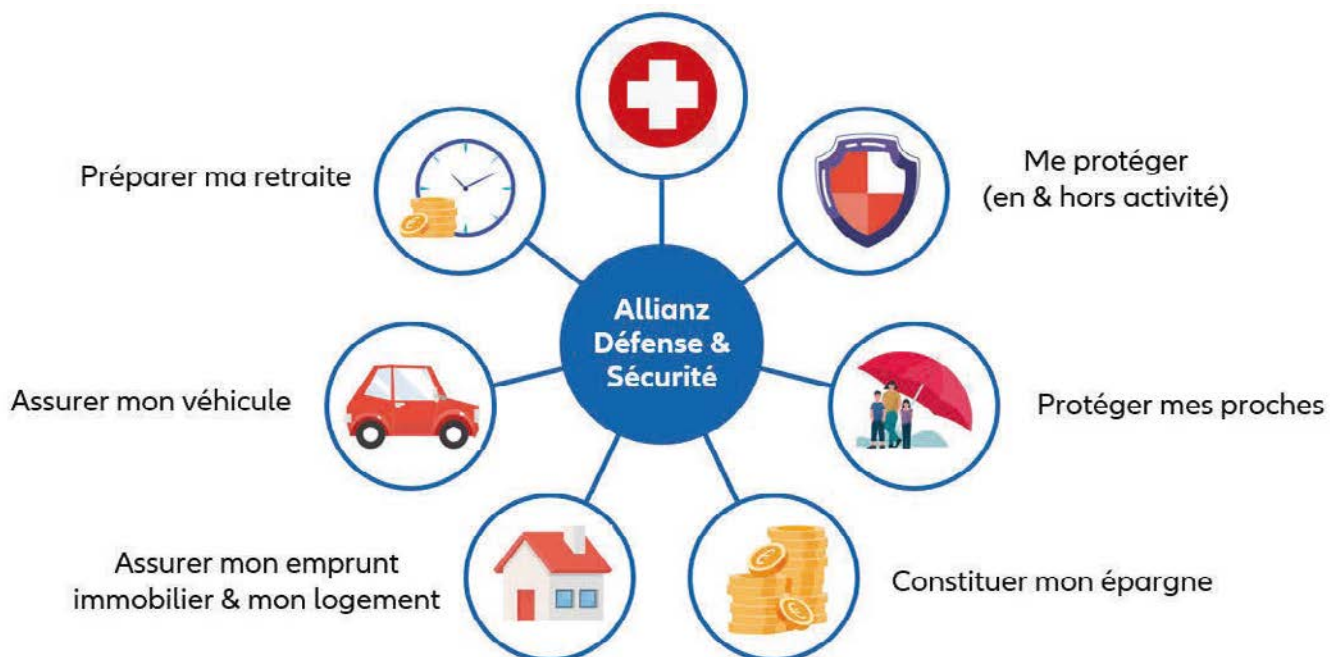 Préparer ma retraite
Me protéger
(en & hors activité)
Allianz
Défense &
Sécurité
Assurer mon véhicule
Protéger mes proches
Assurer mon emprunt
immobilier & mon logement
Constituer mon épargne